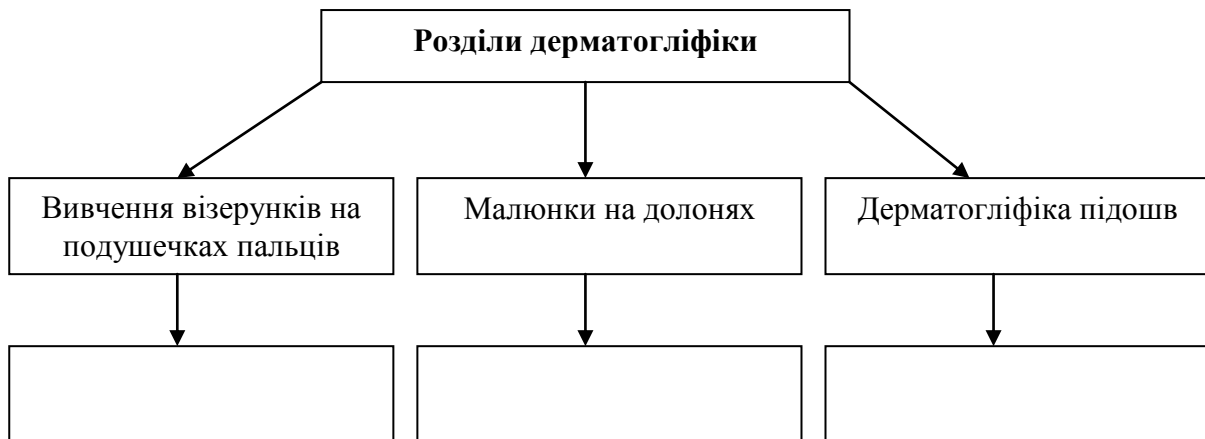 Розділи дерматогліфіки
Вивчення візерунків на
подушечках пальців
Малюнки на долонях
Дерматогліфіка підошв